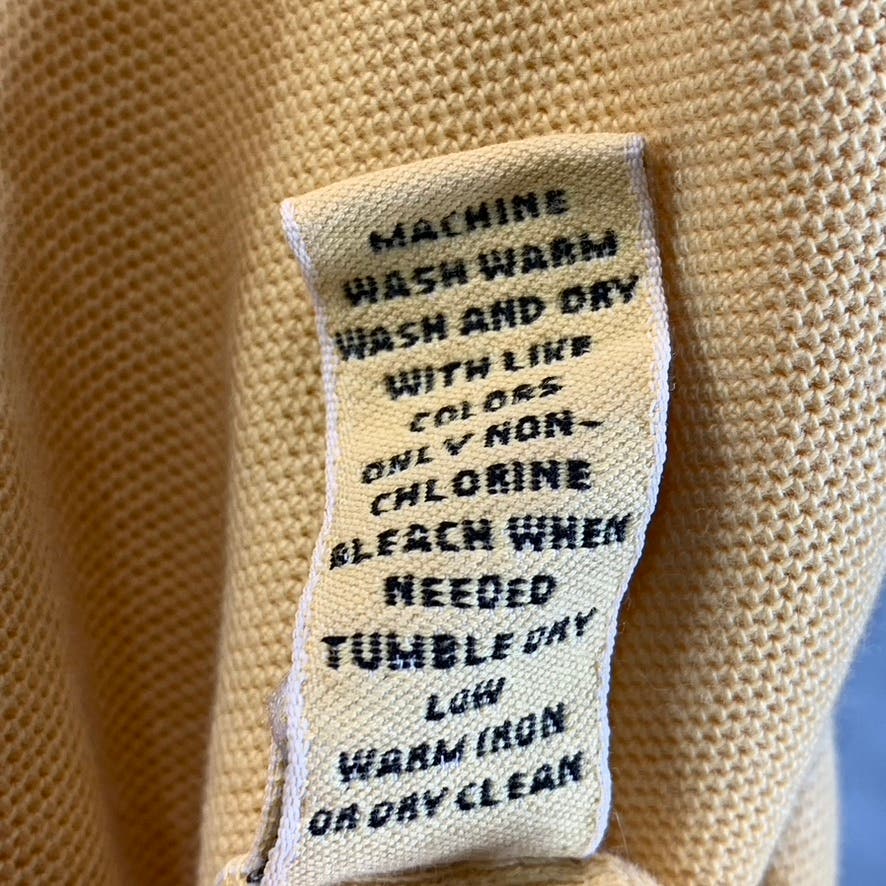 MACHINE
WASH WARM
WASH AND DRY
WITH LIKE
COLORS
ONLY NON-
CHLORINE
BLEACH WHEN
NEEDED
TUMBLE DRY
LOW
WARM IRON
OR DRY CLEAN